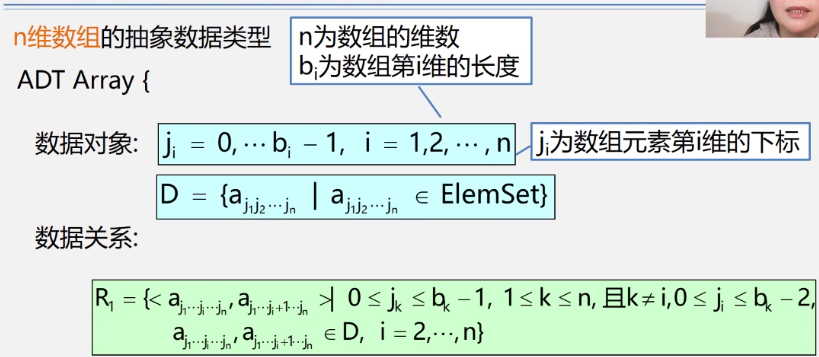 n维数组的抽象数据类型
n为数组的维数
bᵢ为数组第i维的长度
ADT Array {
数据对象: jᵢ = 0,⋯bᵢ − 1, i = 1,2,⋯,n
jᵢ为数组元素第i维的下标
D = {a_{j₁j₂⋯jₙ} | a_{j₁j₂⋯jₙ} ∈ ElemSet}
数据关系:
R₁ = {< a_{j₁⋯jᵢ⋯jₙ}, a_{j₁⋯jᵢ+1⋯jₙ} >| 0 ≤ jₖ ≤ bₖ − 1, 1 ≤ k ≤ n, 且k ≠ i, 0 ≤ jᵢ ≤ bₖ − 2,
a_{j₁⋯jᵢ⋯jₙ}, a_{j₁⋯jᵢ+1⋯jₙ} ∈ D, i = 2,⋯,n}